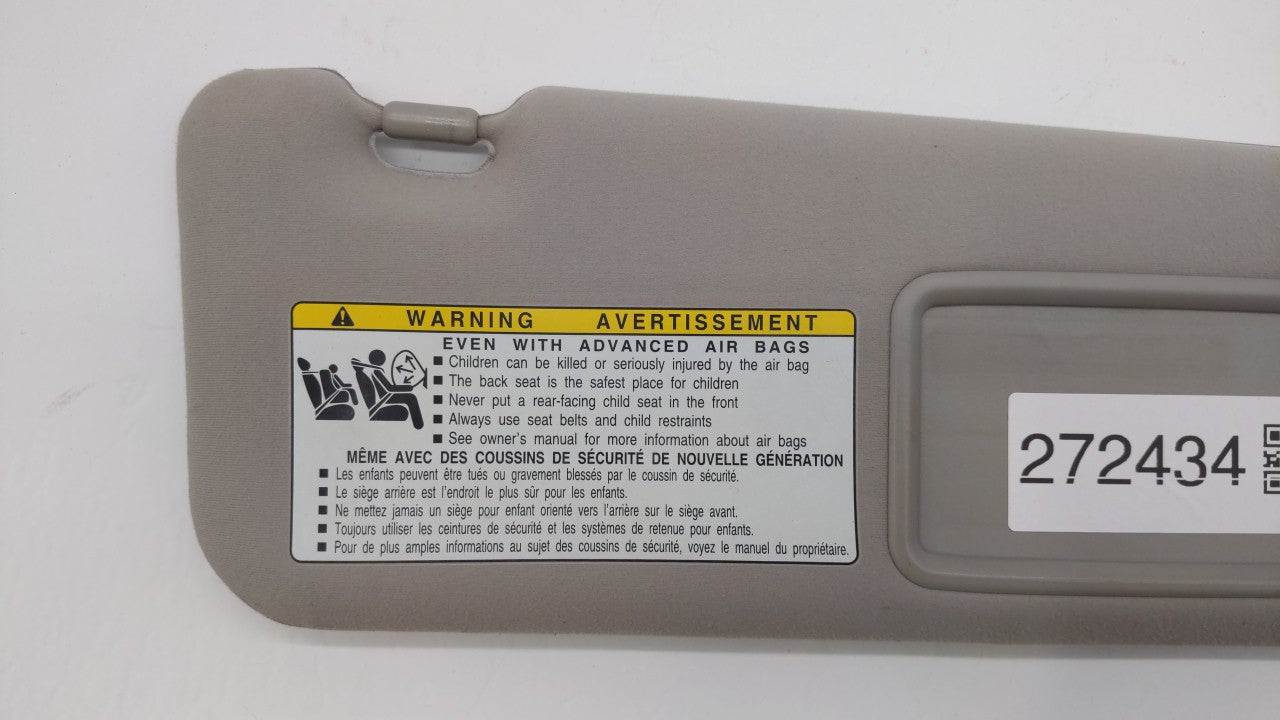 WARNING AVERTISSEMENT
EVEN WITH ADVANCED AIR BAGS
■ Children can be killed or seriously injured by the air bag
■ The back seat is the safest place for children
■ Never put a rear-facing child seat in the front
■ Always use seat belts and child restraints
■ See owner's manual for more information about air bags
MÊME AVEC DES COUSSINS DE SÉCURITÉ DE NOUVELLE GÉNÉRATION
■ Les enfants peuvent être tués ou gravement blessés par le coussin de sécurité.
■ Le siège arrière est l'endroit le plus sûr pour les enfants.
■ Ne mettez jamais un siège pour enfant orienté vers l'arrière sur le siège avant.
■ Toujours utiliser les ceintures de sécurité et les systèmes de retenue pour enfants.
■ Pour de plus amples informations au sujet des coussins de sécurité, voyez le manuel du propriétaire.
272434